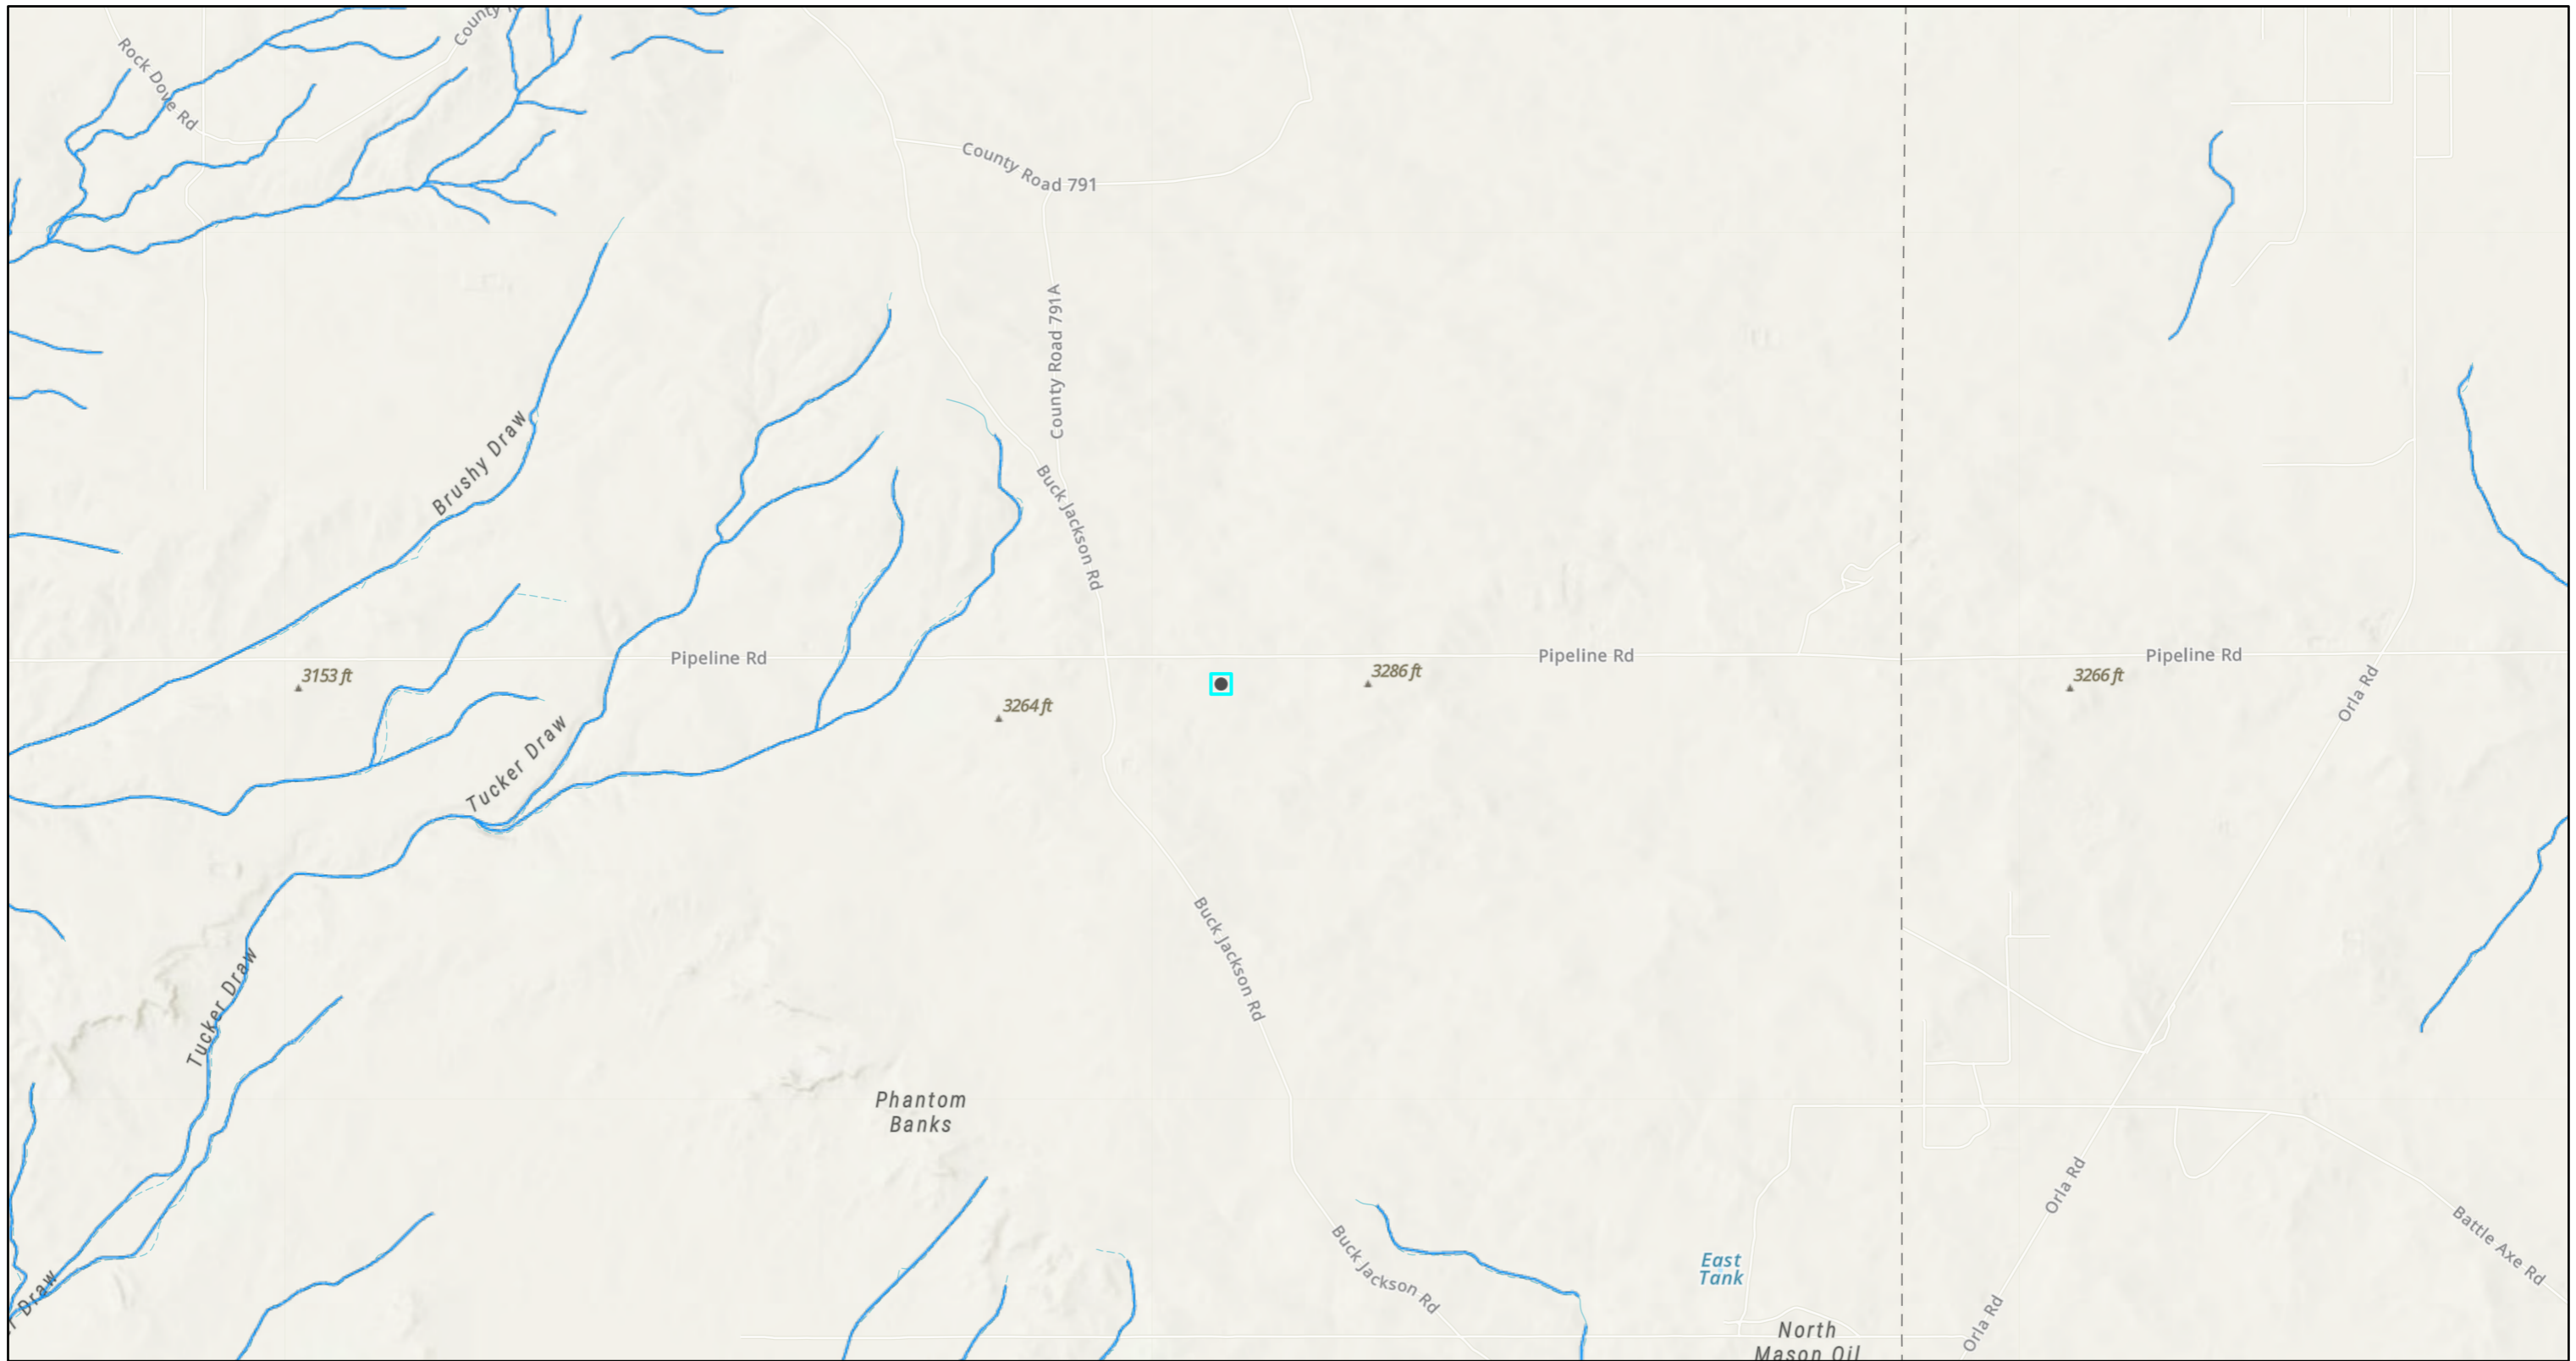 County R
Rock Dove Rd
County Road 791
County Road 791A
Brushy Draw
Buck Jackson Rd
Pipeline Rd
Pipeline Rd
Pipeline Rd
3153 ft
3286 ft
3266 ft
3264 ft
Orla Rd
Tucker Draw
Buck Jackson Rd
Tucker Draw
Phantom
Banks
Orla Rd
Battle Axe Rd
East
Tank
Buck Jackson Rd
Draw
Orla Rd
North
Mason Oil